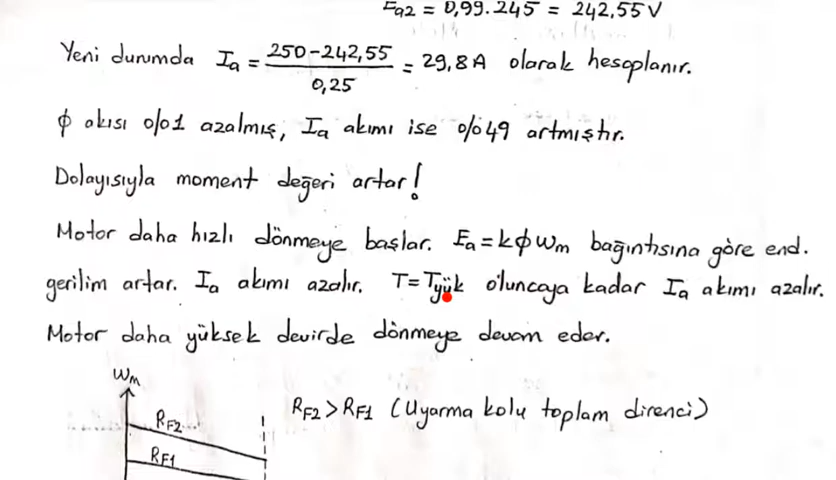 Ea2 = 0,99.245 = 242,55 V
Yeni durumda Ia = (250-242,55)/0,25 = 29,8 A olarak hesaplanır.
ϕ akısı %1 azalmış, Ia akımı ise %49 artmıştır.
Dolayısıyla moment değeri artar!
Motor daha hızlı dönmeye başlar. Ea = kϕwm bağıntısına göre end.
gerilim artar. Ia akımı azalır. T=Tyük oluncaya kadar Ia akımı azalır.
Motor daha yüksek devirde dönmeye devam eder.
wm
RF2 > RF1 (Uyarma kolu toplam direnci)
RF2
RF1